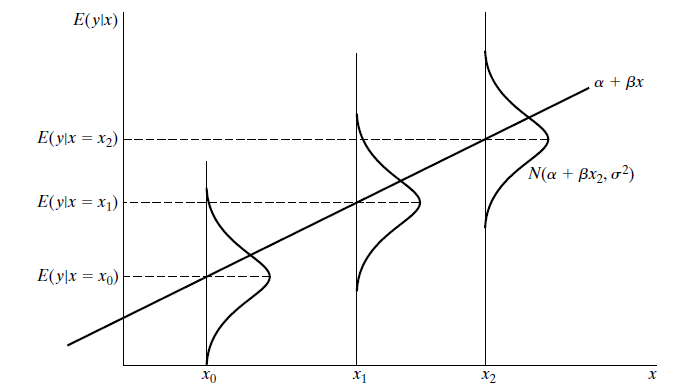 E(y|x)
α + βx
E(y|x = x₂)
N(α + βx₂, σ²)
E(y|x = x₁)
E(y|x = x₀)
x₀ x₁ x₂ x